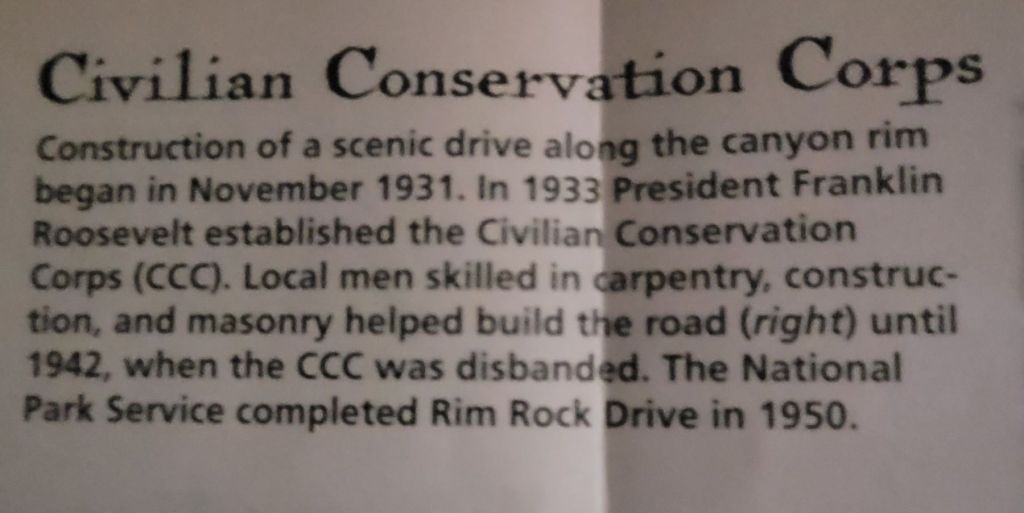 Civilian Conservation Corps
Construction of a scenic drive along the canyon rim
began in November 1931. In 1933 President Franklin
Roosevelt established the Civilian Conservation
Corps (CCC). Local men skilled in carpentry, construc-
tion, and masonry helped build the road (right) until
1942, when the CCC was disbanded. The National
Park Service completed Rim Rock Drive in 1950.